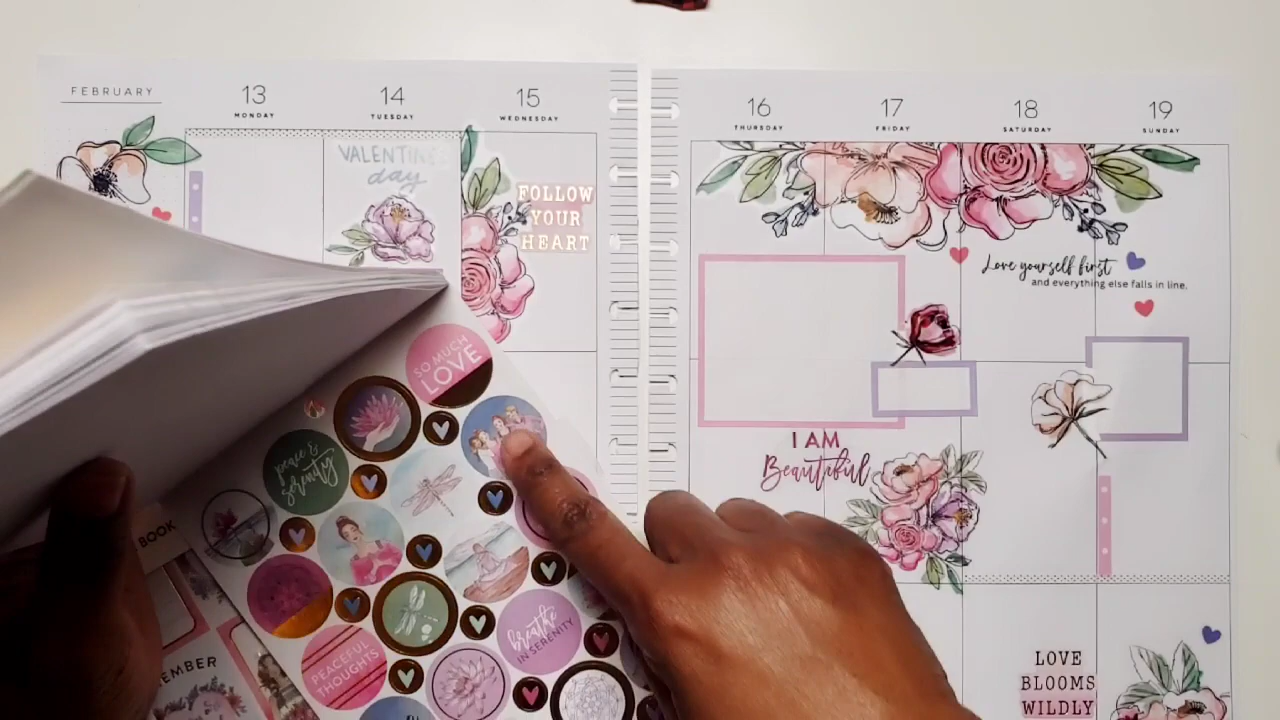 FEBRUARY
13
MONDAY
14
TUESDAY
15
WEDNESDAY
16
THURSDAY
17
FRIDAY
18
SATURDAY
19
SUNDAY
VALENTINE
day
FOLLOW
YOUR
HEART
Love yourself first
and everything else falls in line.
I AM
Beautiful
LOVE
BLOOMS
WILDLY
SO MUCH
LOVE
peace &
serenity
breathe
IN SERENITY
PEACEFUL
THOUGHTS
BOOK
EMBER